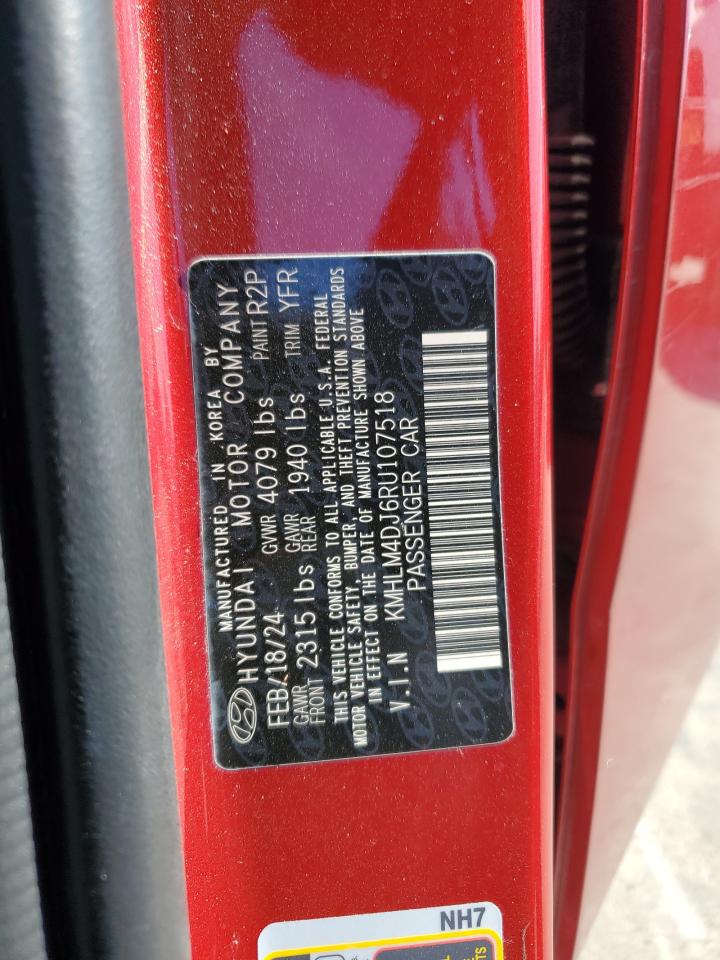 MANUFACTURED IN KOREA BY
HYUNDAI MOTOR COMPANY
FEB/18/24 GVWR 4079 lbs PAINT R2P
GAWR FRONT 2315 lbs GAWR REAR 1940 lbs TRIM YFR
THIS VEHICLE CONFORMS TO ALL APPLICABLE U.S.A. FEDERAL
MOTOR VEHICLE SAFETY, BUMPER, AND THEFT PREVENTION STANDARDS
IN EFFECT ON THE DATE OF MANUFACTURE SHOWN ABOVE
V.I.N KMHLM4DJ6RU107518
PASSENGER CAR
NH7